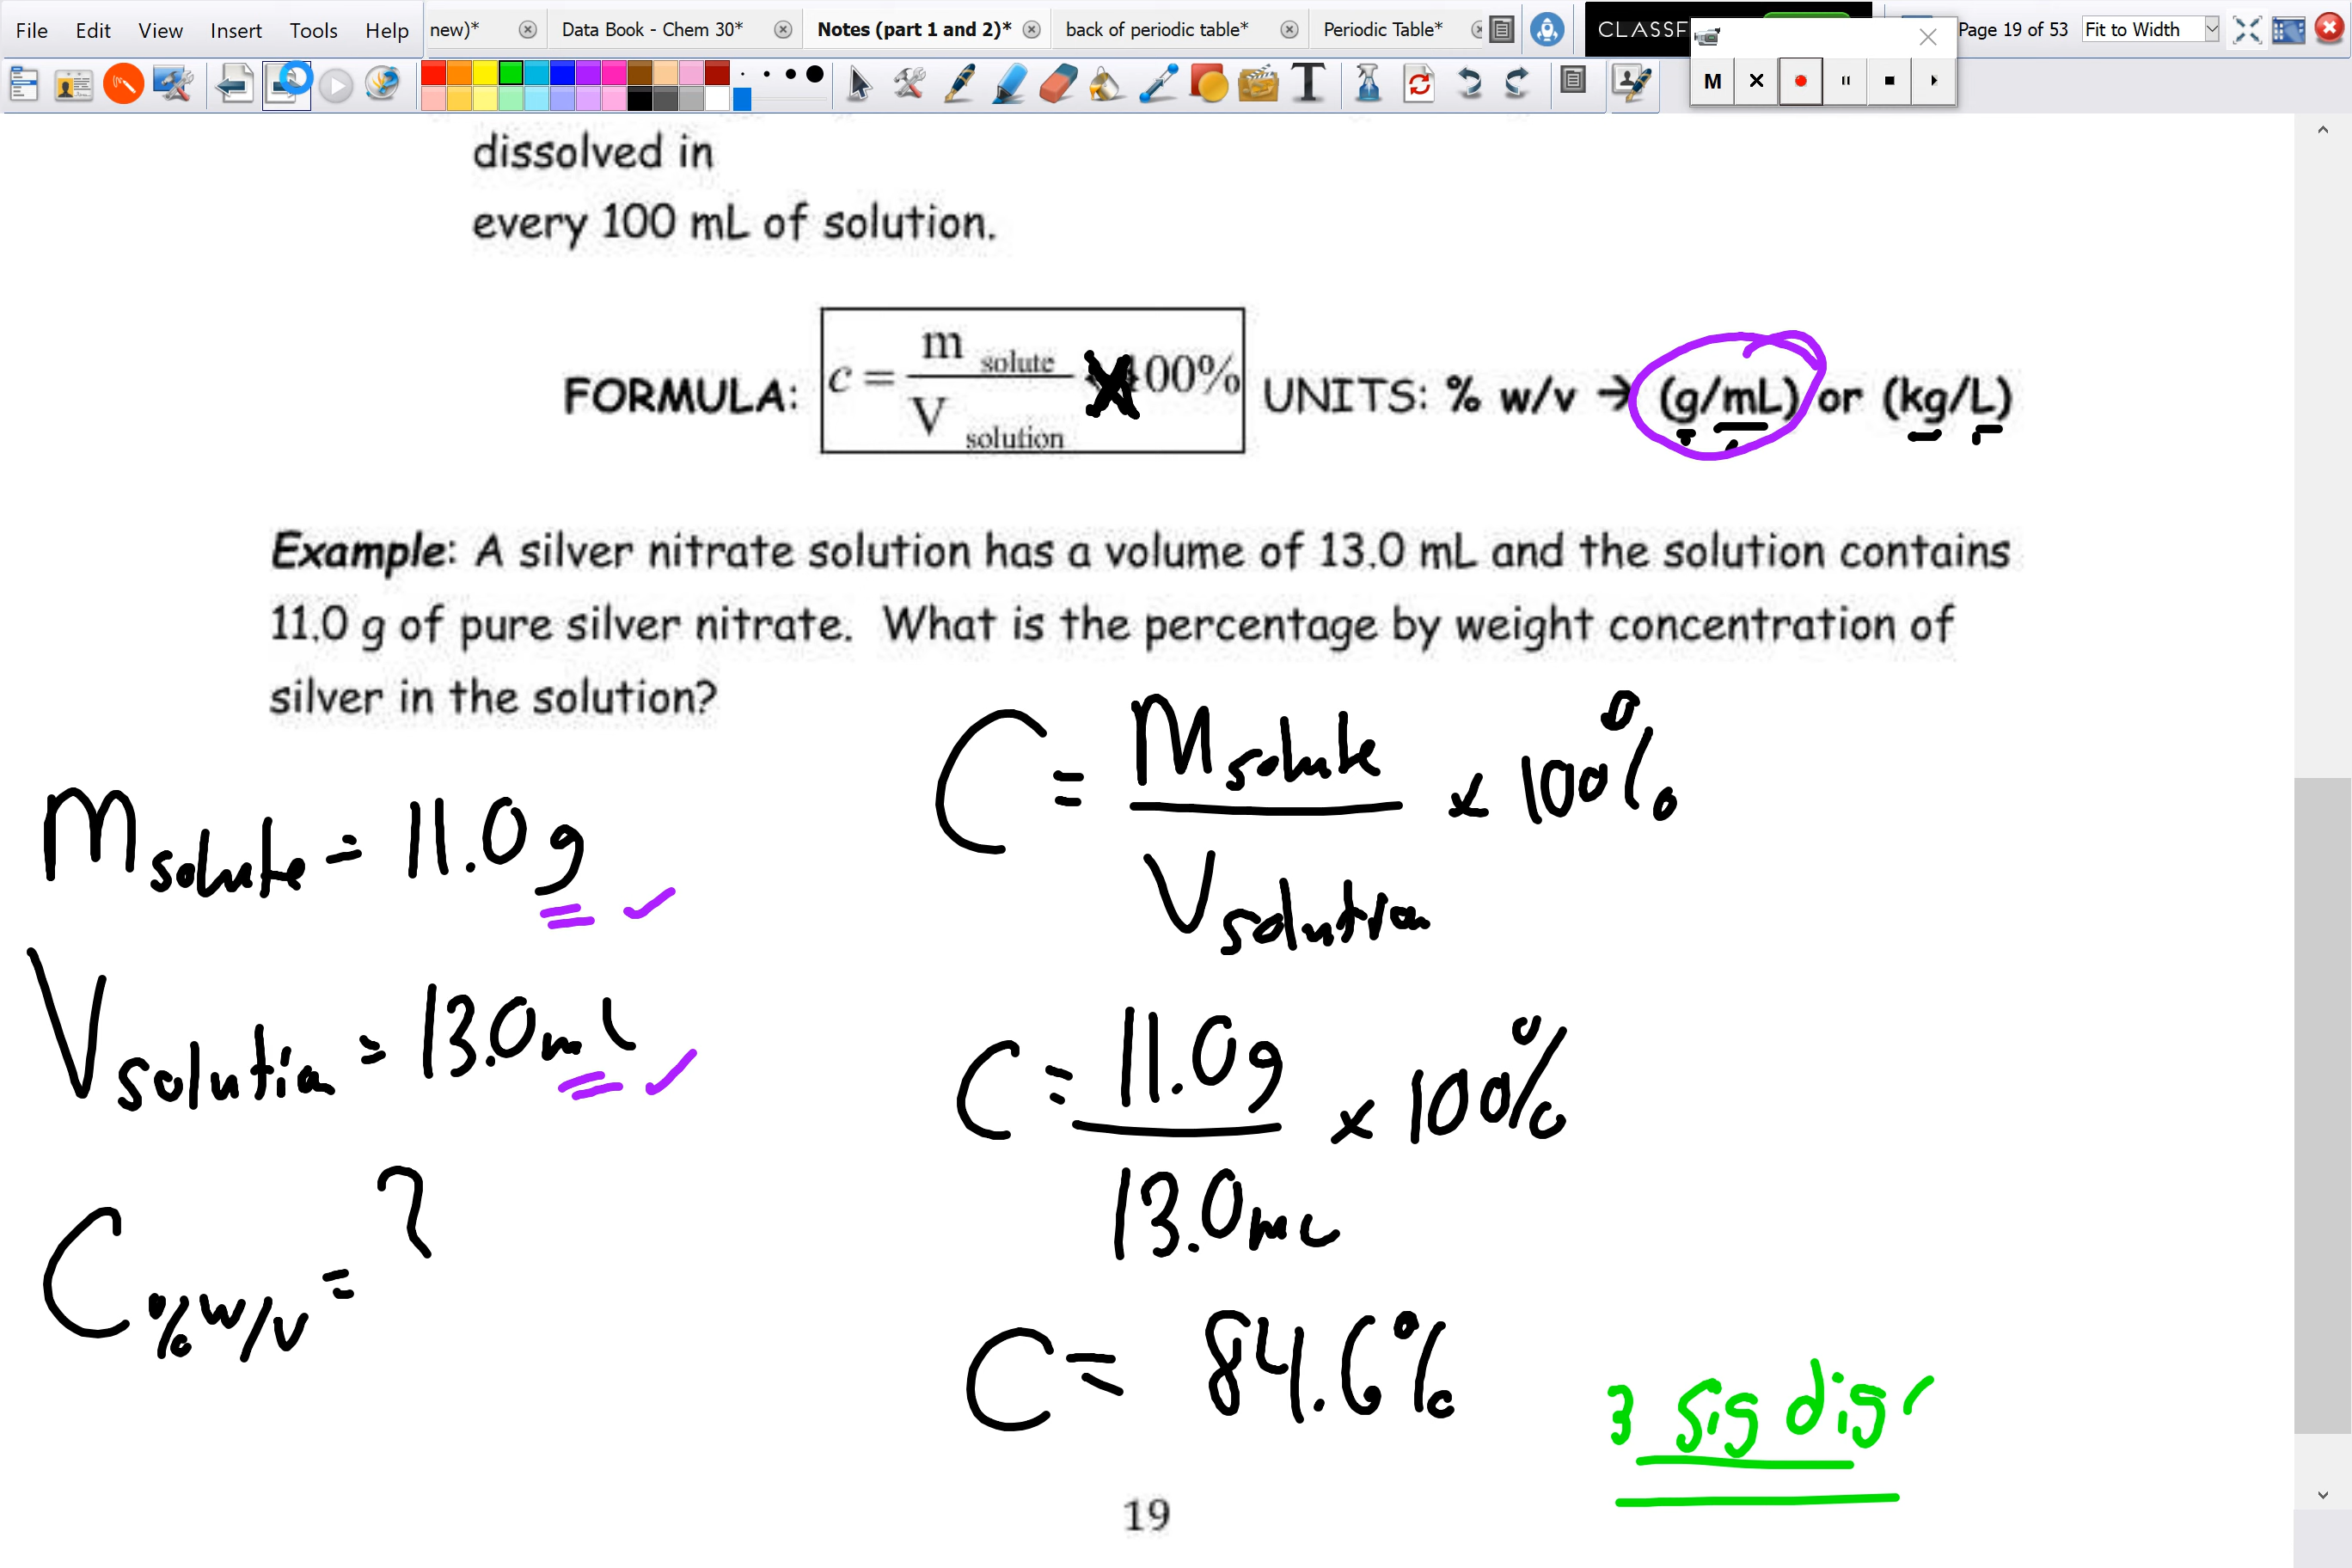 File Edit View Insert Tools Help new)* Data Book - Chem 30* Notes (part 1 and 2)* back of periodic table* Periodic Table* CLASSF Page 19 of 53 Fit to Width
T M
dissolved in
every 100 mL of solution.
FORMULA: c = m solute / V solution 100% UNITS: % w/v → (g/mL) or (kg/L)
Example: A silver nitrate solution has a volume of 13.0 mL and the solution contains
11.0 g of pure silver nitrate. What is the percentage by weight concentration of
silver in the solution?
C = Msolute / Vsolution x 100%
Msolute = 11.0g
Vsolution = 13.0mL
C = 11.0g / 13.0mL x 100%
C%w/v = ?
C = 84.6%
3 sig dig
19